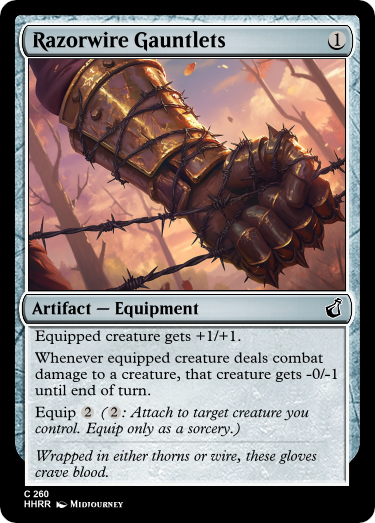 Razorwire Gauntlets 1
Artifact — Equipment
Equipped creature gets +1/+1.
Whenever equipped creature deals combat
damage to a creature, that creature gets -0/-1
until end of turn.
Equip 2 (2: Attach to target creature you
control. Equip only as a sorcery.)
Wrapped in either thorns or wire, these gloves
crave blood.
C 260
HHRR Midjourney